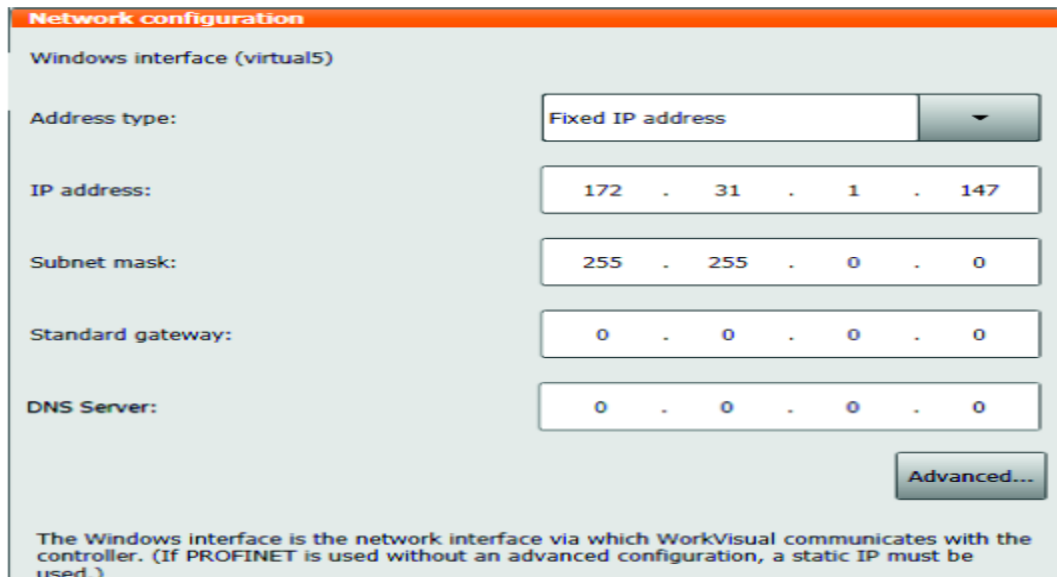 Network configuration
Windows interface (virtual5)
Address type: Fixed IP address
IP address: 172 . 31 . 1 . 147
Subnet mask: 255 . 255 . 0 . 0
Standard gateway: 0 . 0 . 0 . 0
DNS Server: 0 . 0 . 0 . 0
Advanced...
The Windows interface is the network interface via which WorkVisual communicates with the
controller. (If PROFINET is used without an advanced configuration, a static IP must be
used.)